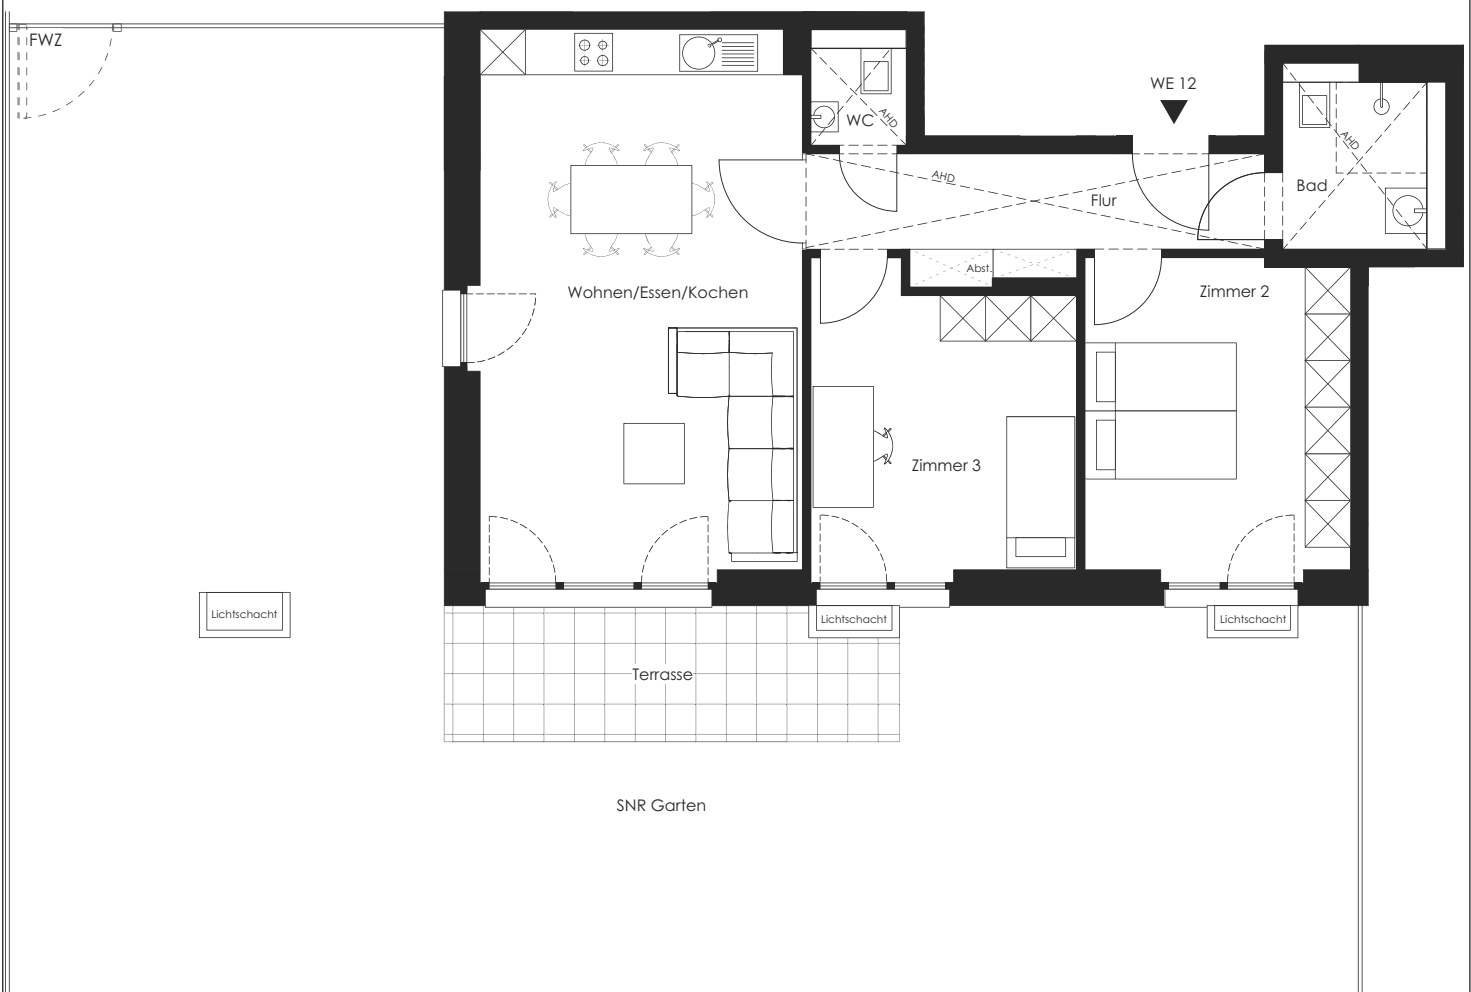 FWZ
WE 12
WC
AHD
AHD
AHD
Flur
Bad
Abst.
Wohnen/Essen/Kochen
Zimmer 2
Zimmer 3
Lichtschacht
Lichtschacht
Lichtschacht
Terrasse
SNR Garten